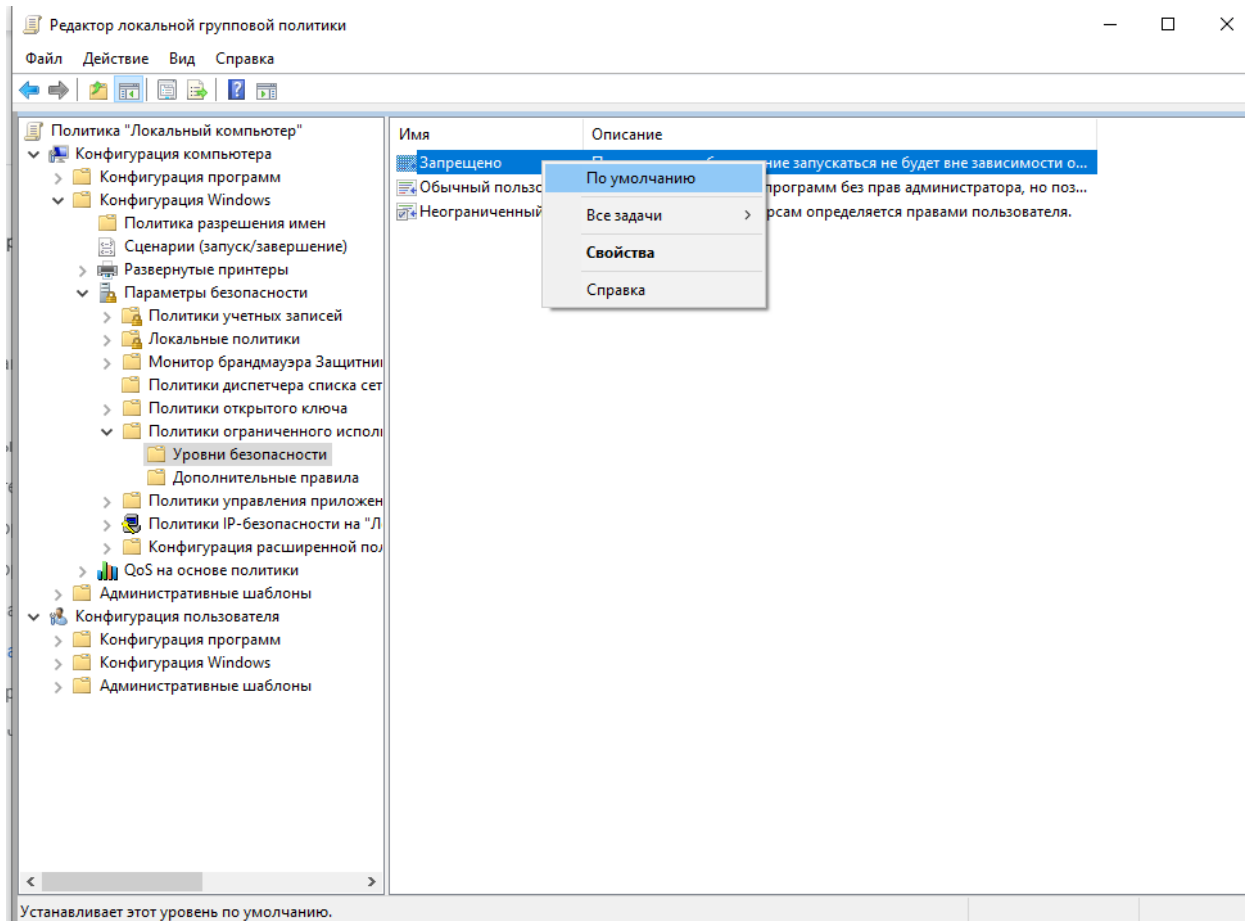 Редактор локальной групповой политики
Файл Действие Вид Справка
Политика "Локальный компьютер"
Конфигурация компьютера
Конфигурация программ
Конфигурация Windows
Политика разрешения имен
Сценарии (запуск/завершение)
Развернутые принтеры
Параметры безопасности
Политики учетных записей
Локальные политики
Монитор брандмауэра Защитни
Политики диспетчера списка сет
Политики открытого ключа
Политики ограниченного исполь
Уровни безопасности
Дополнительные правила
Политики управления приложен
Политики IP-безопасности на "Л
Конфигурация расширенной пол
QoS на основе политики
Административные шаблоны
Конфигурация пользователя
Конфигурация программ
Конфигурация Windows
Административные шаблоны
Имя Описание
Запрещено ние запускаться не будет вне зависимости о...
Обычный пользо программ без прав администратора, но поз...
Неограниченный рсам определяется правами пользователя.
По умолчанию
Все задачи
Свойства
Справка
Устанавливает этот уровень по умолчанию.